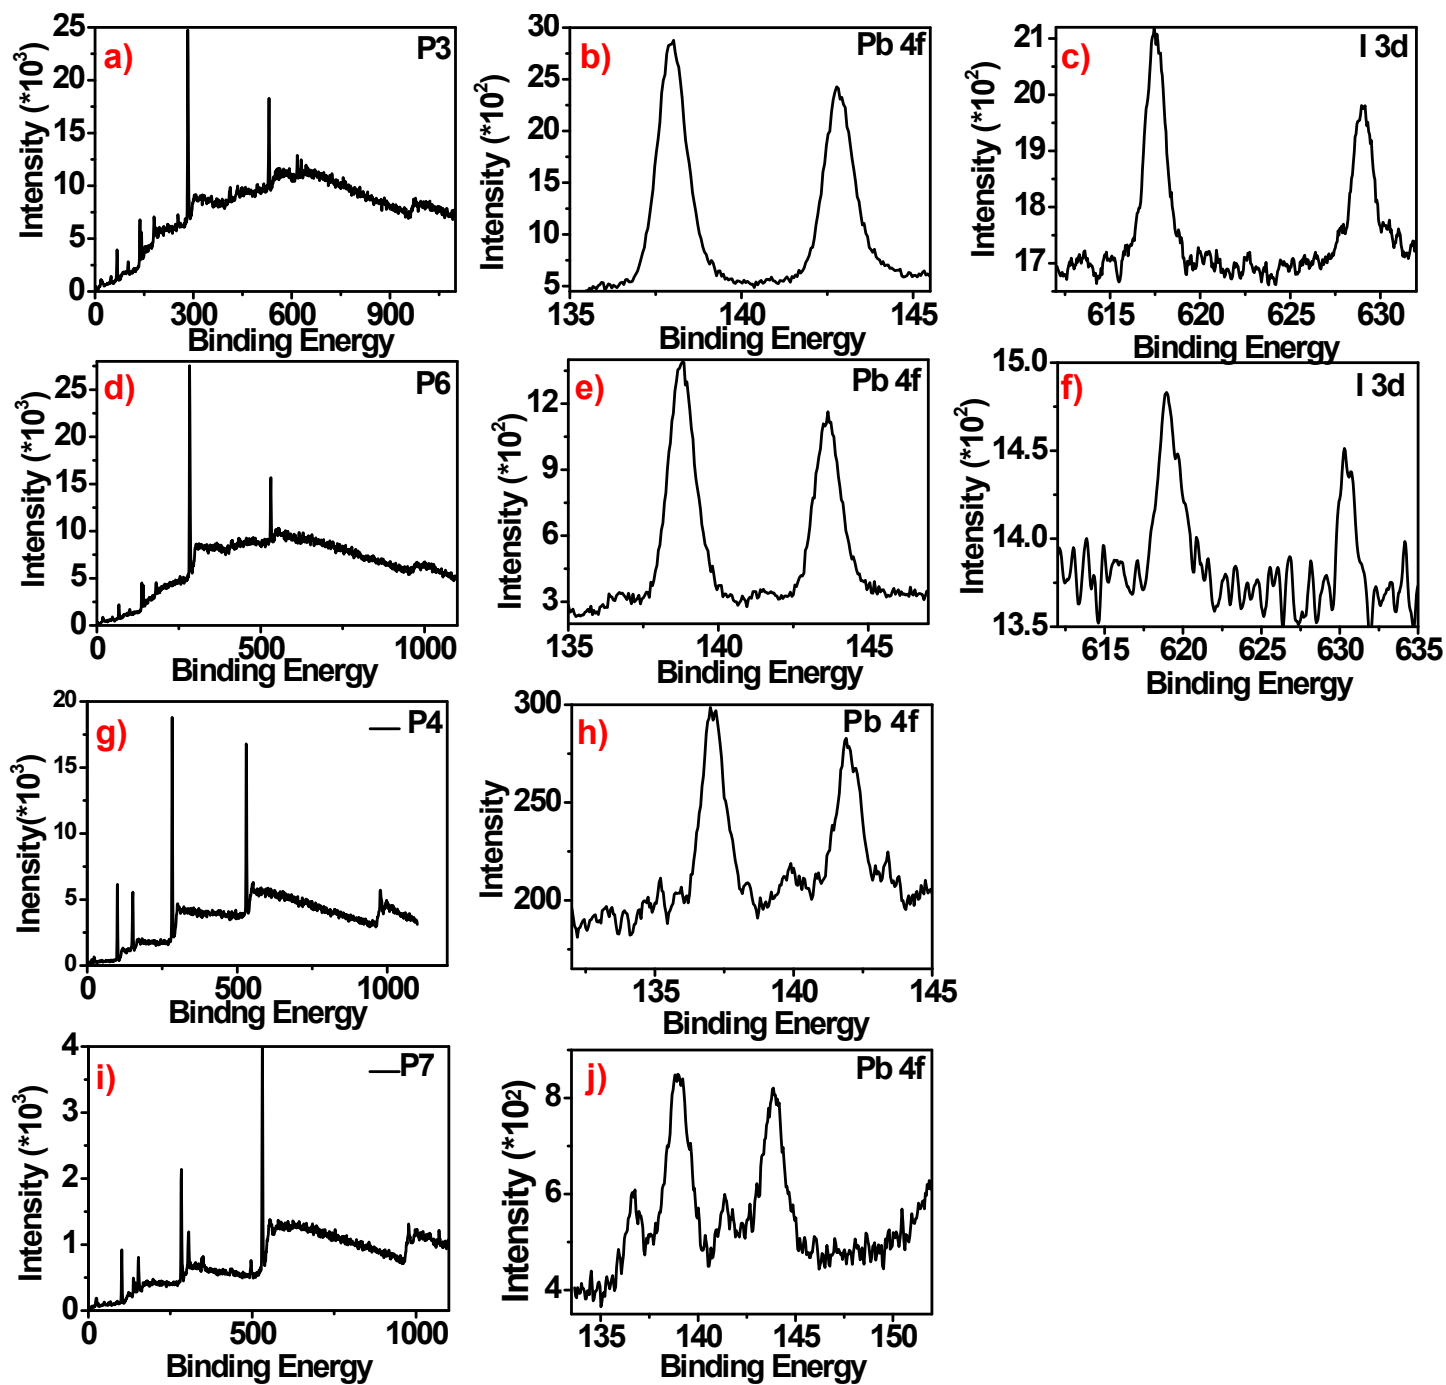 a)
P3
Intensity (*10³)
25
20
15
10
5
0
0 300 600 900
Binding Energy
b)
Pb 4f
Intensity (*10²)
30
25
20
15
10
5
135 140 145
Binding Energy
c)
I 3d
Intensity (*10²)
21
20
19
18
17
615 620 625 630
Binding Energy
d)
P6
Intensity (*10³)
25
20
15
10
5
0
0 500 1000
Binding Energy
e)
Pb 4f
Intensity (*10²)
12
9
6
3
135 140 145
Binding Energy
f)
I 3d
Intensity (*10²)
15.0
14.5
14.0
13.5
615 620 625 630 635
Binding Energy
g)
P4
Inensity(*10³)
20
15
10
5
0
0 500 1000
Bindng Energy
h)
Pb 4f
Intensity
300
250
200
135 140 145
Binding Energy
i)
P7
Intensity (*10³)
4
3
2
1
0
0 500 1000
Binding Energy
j)
Pb 4f
Intensity (*10²)
8
6
4
135 140 145 150
Binding Energy